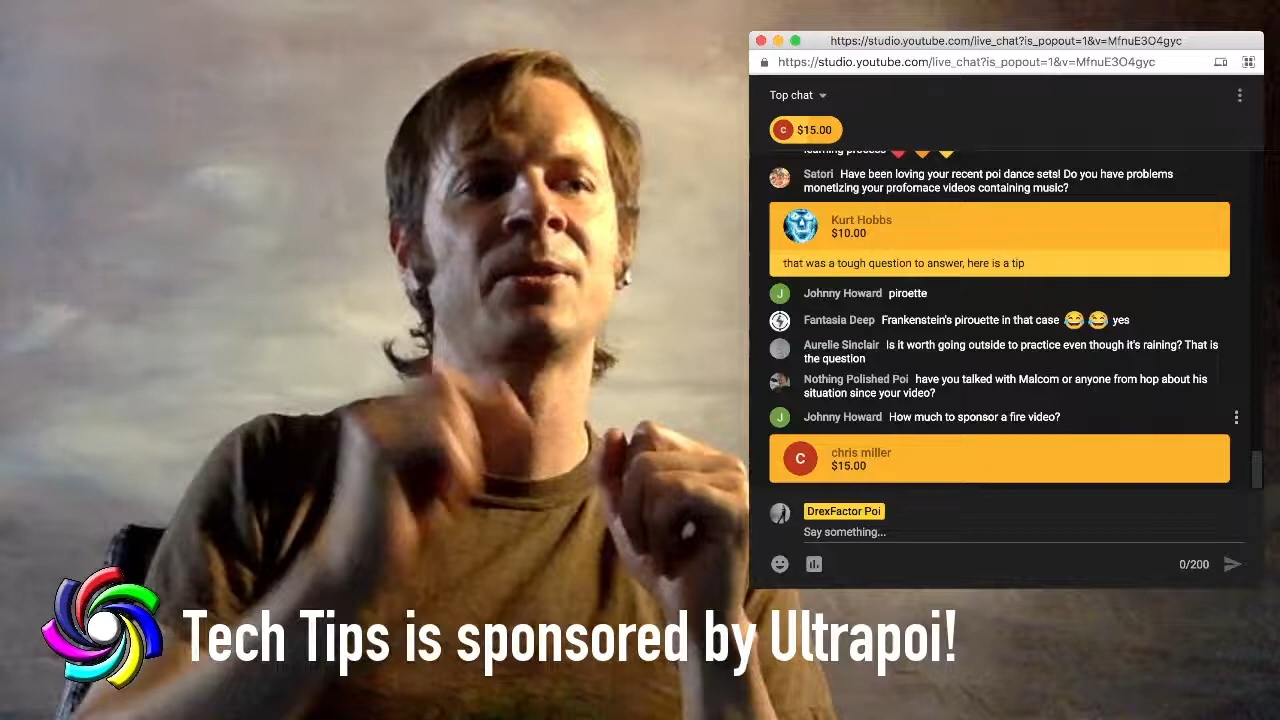 https://studio.youtube.com/live_chat?is_popout=1&v=MfnuE3O4gyc
https://studio.youtube.com/live_chat?is_popout=1&v=MfnuE3O4gyc
Top chat
C $15.00
learning process
Satori Have been loving your recent poi dance sets! Do you have problems
monetizing your profomace videos containing music?
Kurt Hobbs
$10.00
that was a tough question to answer, here is a tip
J Johnny Howard piroette
Fantasia Deep Frankenstein's pirouette in that case 😂 😂 yes
Aurelie Sinclair Is it worth going outside to practice even though it's raining? That is
the question
Nothing Polished Poi have you talked with Malcom or anyone from hop about his
situation since your video?
J Johnny Howard How much to sponsor a fire video?
C chris miller
$15.00
DrexFactor Poi
Say something...
0/200
Tech Tips is sponsored by Ultrapoi!